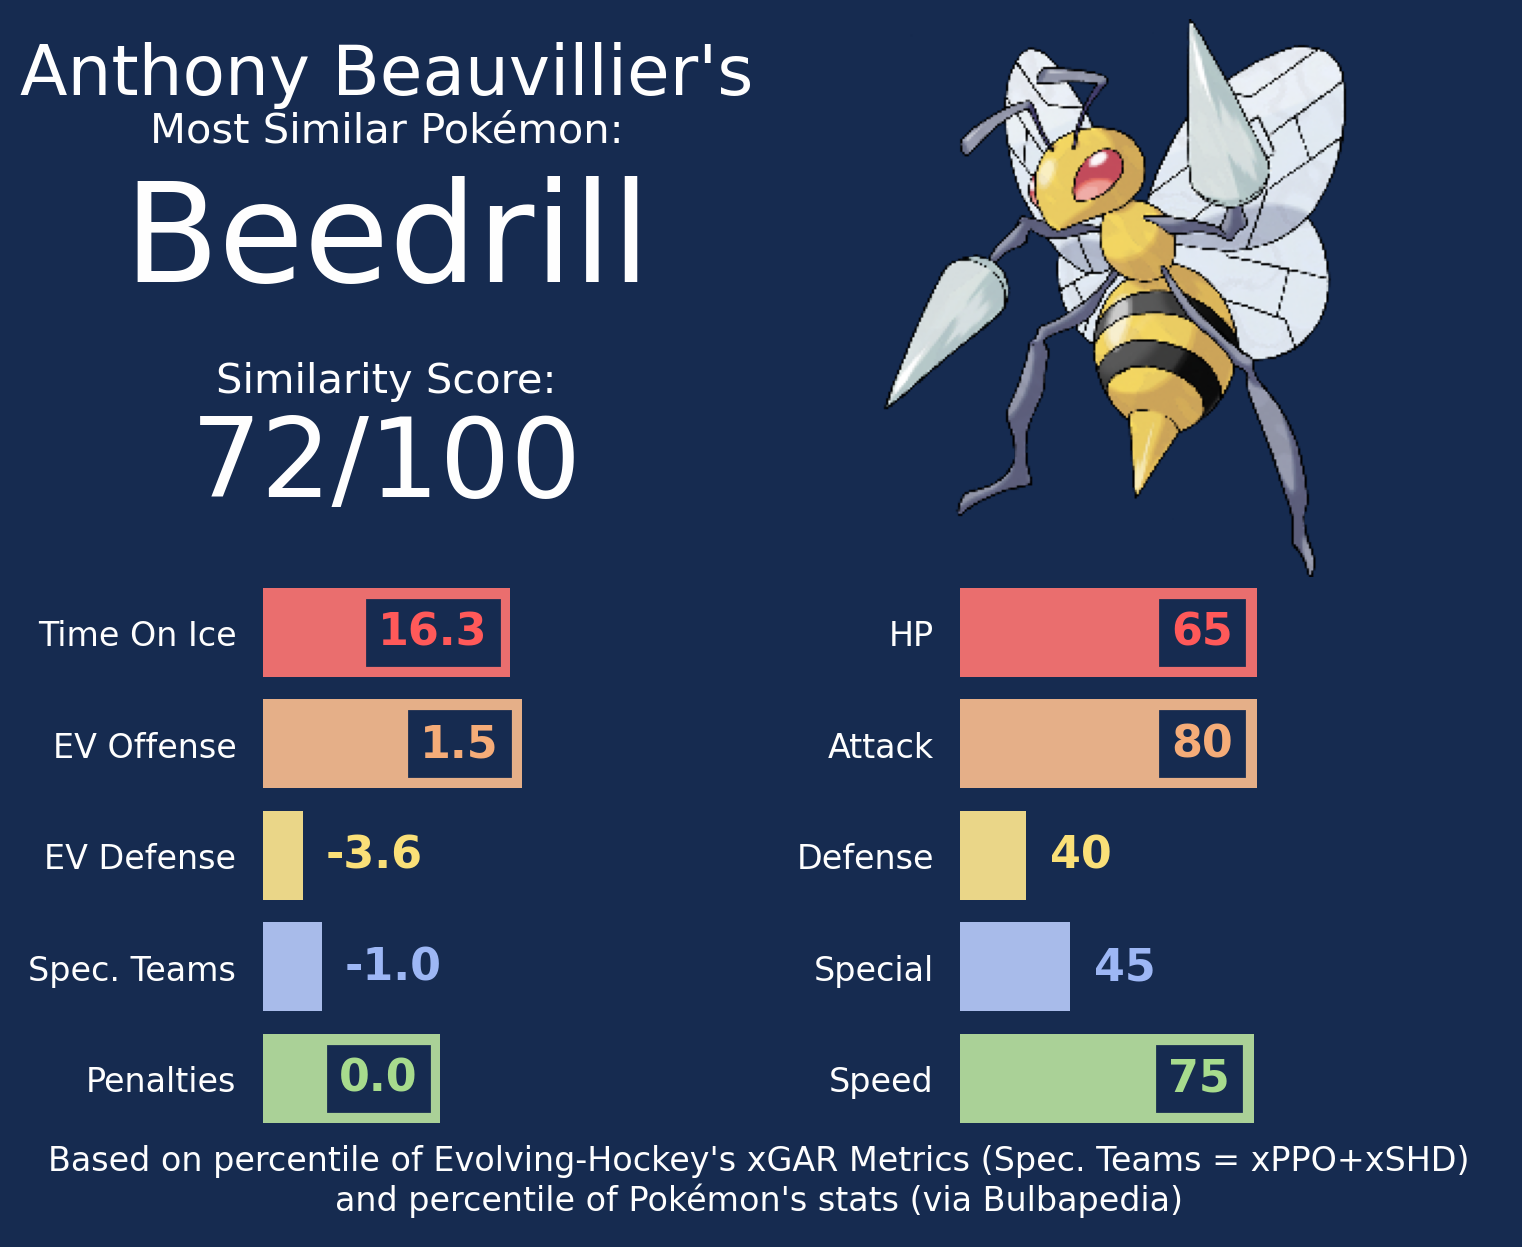 Anthony Beauvillier's
Most Similar Pokémon:
Beedrill
Similarity Score:
72/100
Time On Ice 16.3
EV Offense 1.5
EV Defense -3.6
Spec. Teams -1.0
Penalties 0.0
HP 65
Attack 80
Defense 40
Special 45
Speed 75
Based on percentile of Evolving-Hockey's xGAR Metrics (Spec. Teams = xPPO+xSHD)
and percentile of Pokémon's stats (via Bulbapedia)